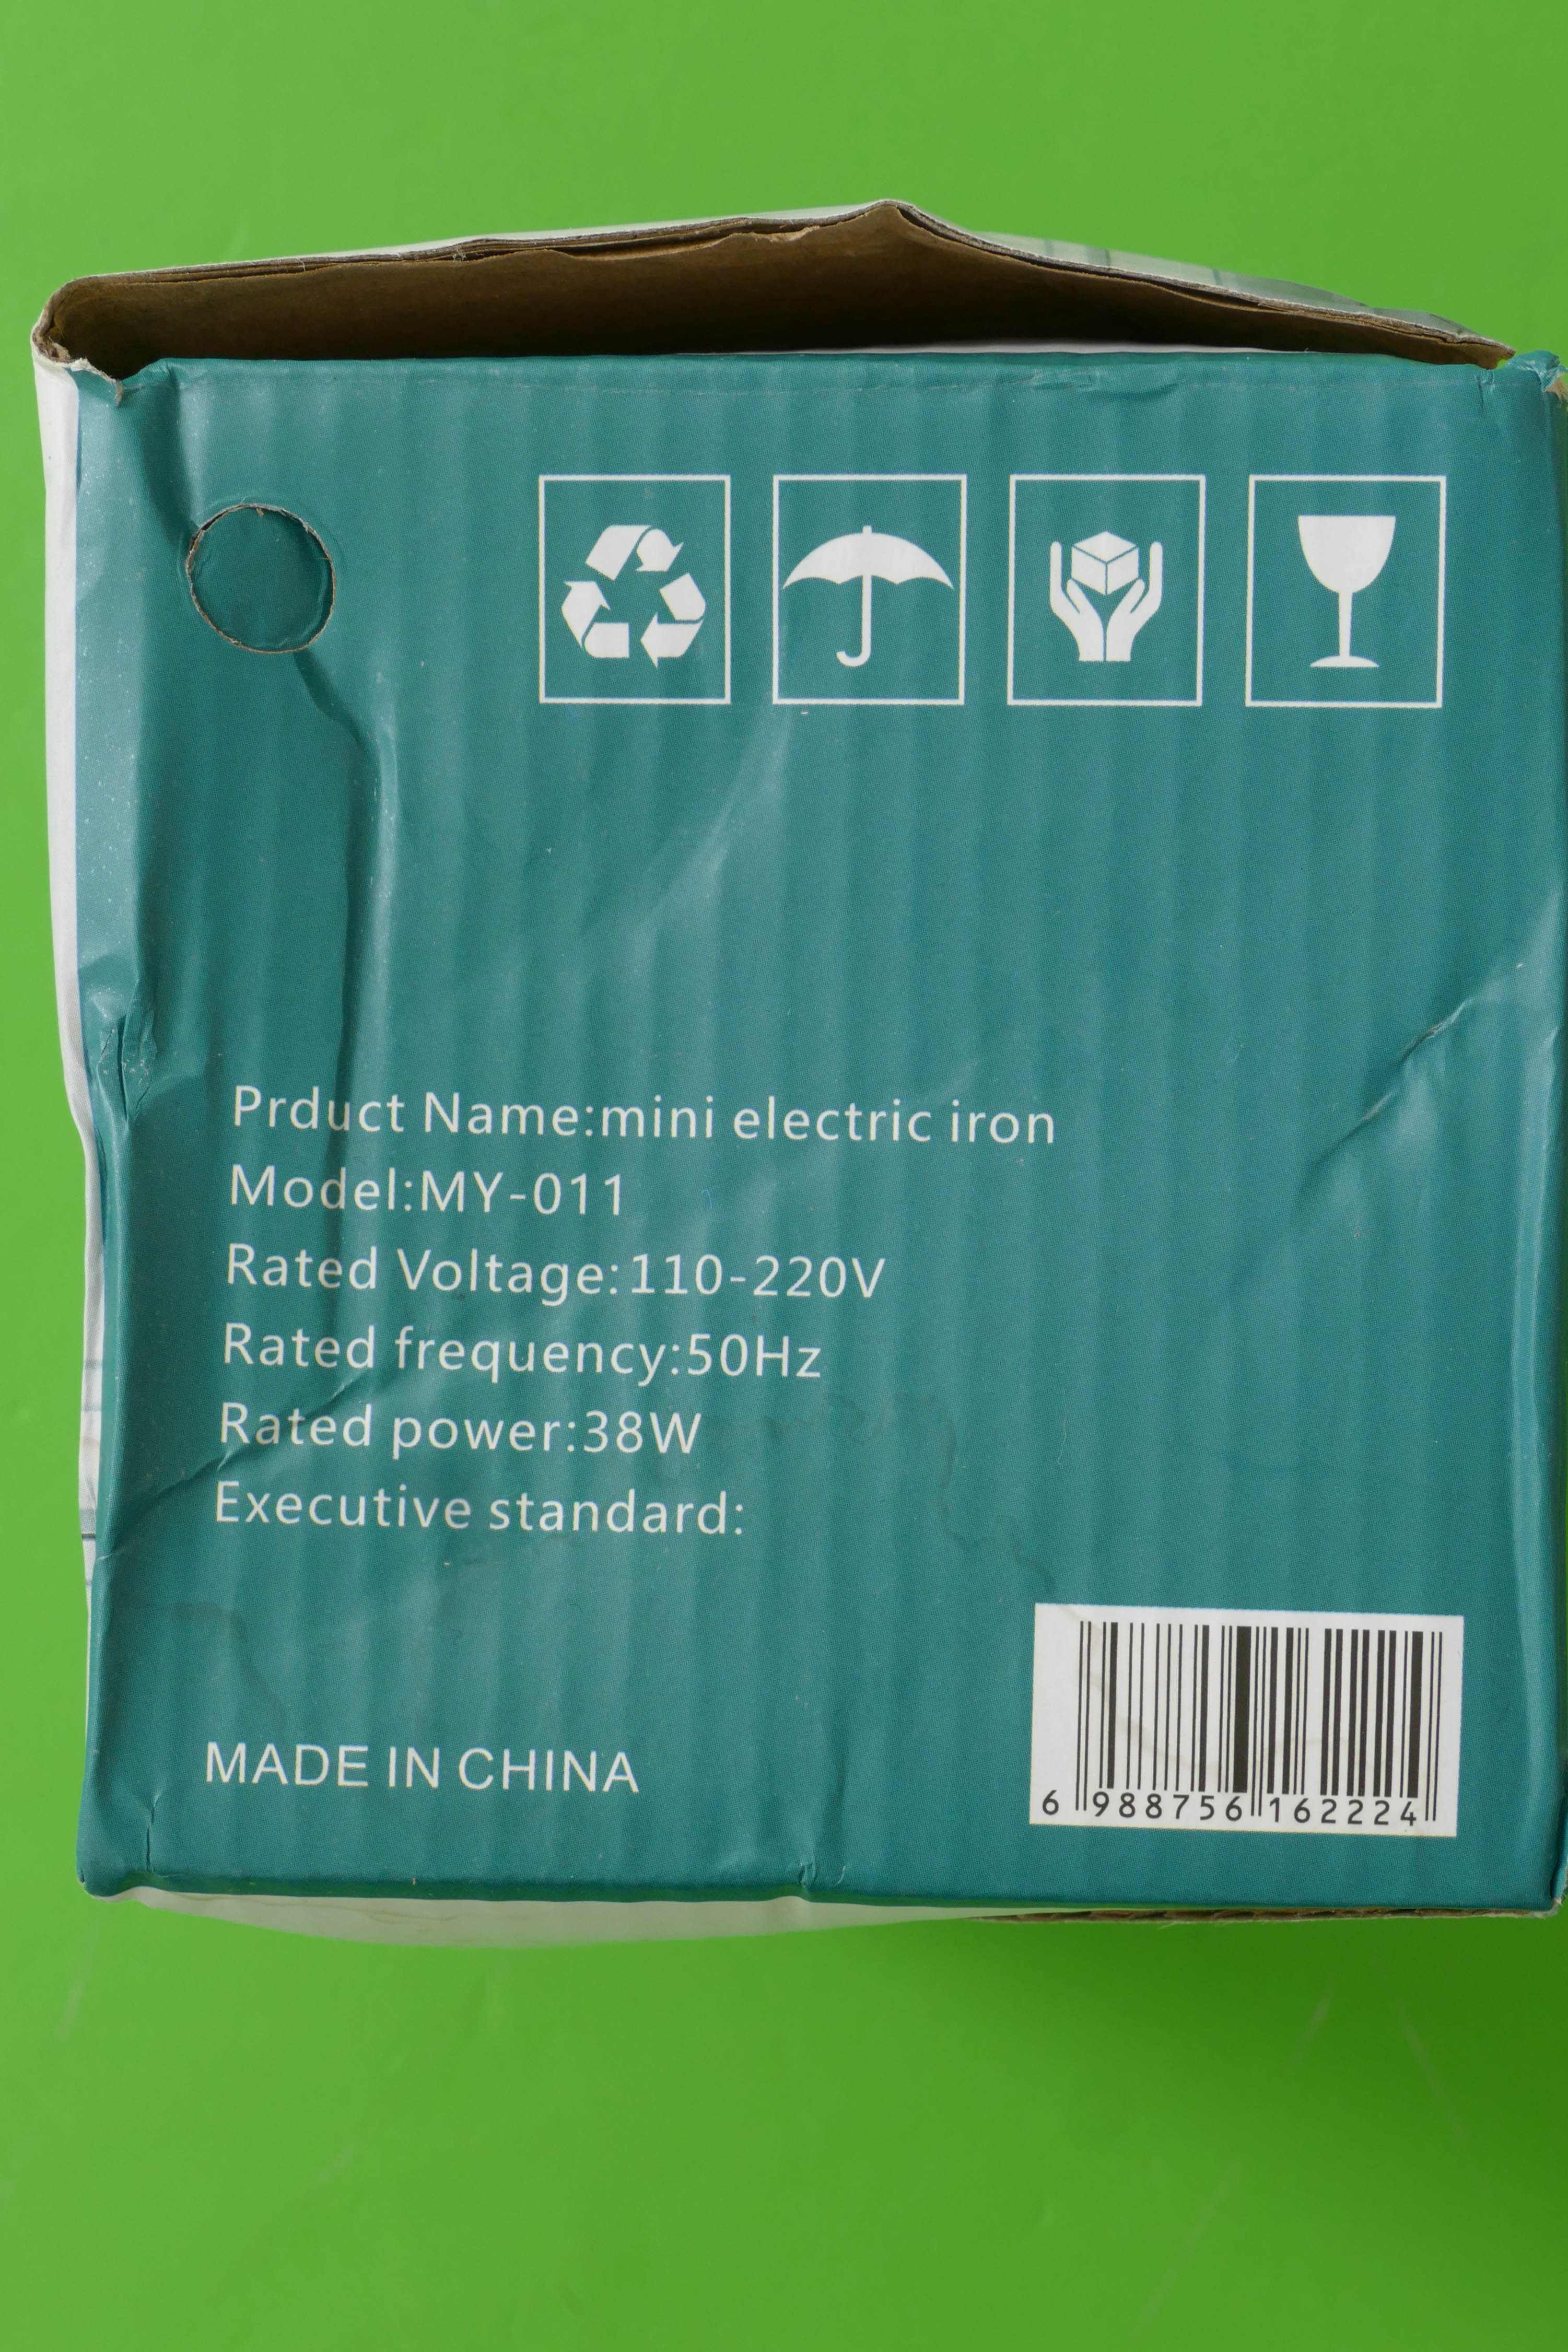 Prduct Name:mini electric iron
Model:MY-011
Rated Voltage:110-220V
Rated frequency:50Hz
Rated power:38W
Executive standard:
MADE IN CHINA
6 988756 162224